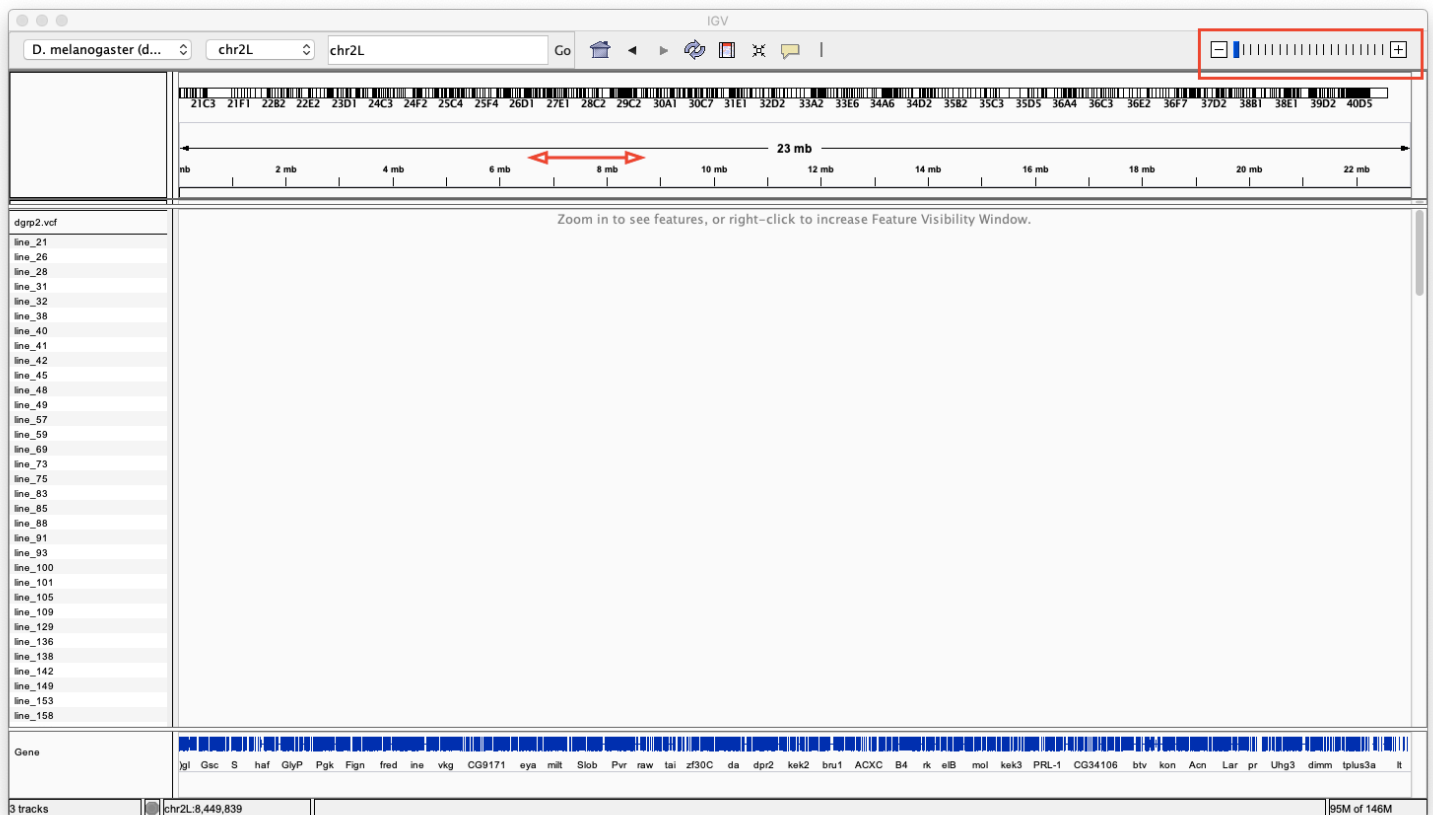 IGV
D. melanogaster (d... chr2L chr2L Go
21C3 21F1 22B2 22E2 23D1 24C3 24F2 25C4 25F4 26D1 27E1 28C2 29C2 30A1 30C7 31E1 32D2 33A2 33E6 34A6 34D2 35B2 35C3 35D5 36A4 36C3 36E2 36F7 37D2 38B1 38E1 39D2 40D5
23 mb
mb 2 mb 4 mb 6 mb 8 mb 10 mb 12 mb 14 mb 16 mb 18 mb 20 mb 22 mb
dgrp2.vcf
Zoom in to see features, or right-click to increase Feature Visibility Window.
line_21
line_26
line_28
line_31
line_32
line_38
line_40
line_41
line_42
line_45
line_48
line_49
line_57
line_59
line_69
line_73
line_75
line_83
line_85
line_88
line_91
line_93
line_100
line_101
line_105
line_109
line_129
line_136
line_138
line_142
line_149
line_153
line_158
Gene
)gl Gsc S haf GlyP Pgk Fign fred ine vkg CG9171 eya milt Slob Pvr raw tai zf30C da dpr2 kek2 bru1 ACXC B4 rk elB mol kek3 PRL-1 CG34106 btv kon Acn Lar pr Uhg3 dimm tplus3a lt
3 tracks chr2L:8,449,839 95M of 146M